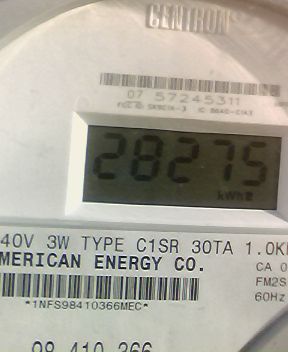 CENTRON
07 57245311
28275
kWh
40V 3W TYPE C1SR 30TA 1.0K
MERICAN ENERGY CO.
CA 0
FM2S
*1NFS98410366MEC*
60Hz
98 410 366